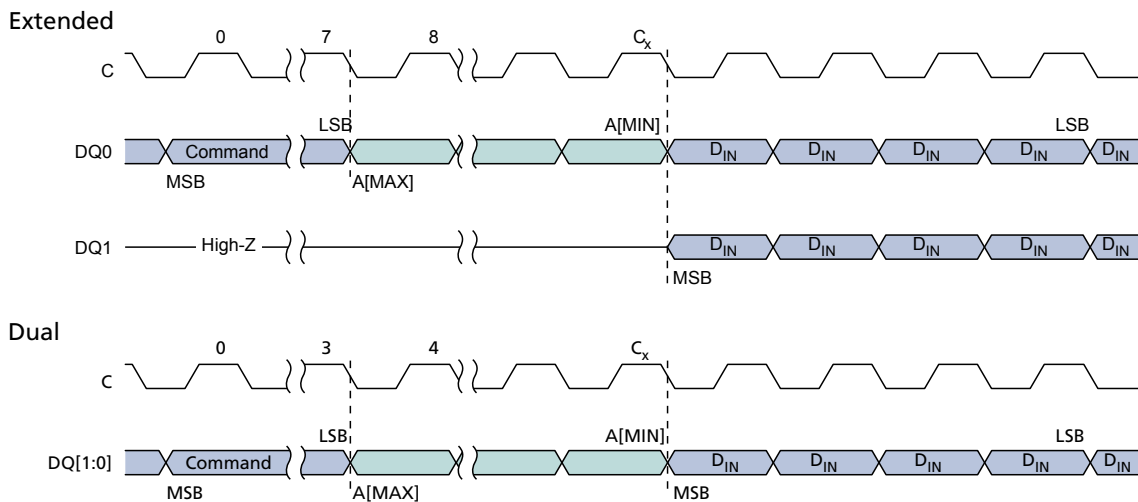 Extended
0 7 8 Cx
C
LSB A[MIN] LSB
DQ0 Command DIN DIN DIN DIN DIN
MSB A[MAX]
DQ1 High-Z DIN DIN DIN DIN DIN
MSB
Dual
0 3 4 Cx
C
LSB A[MIN] LSB
DQ[1:0] Command DIN DIN DIN DIN DIN
MSB A[MAX] MSB